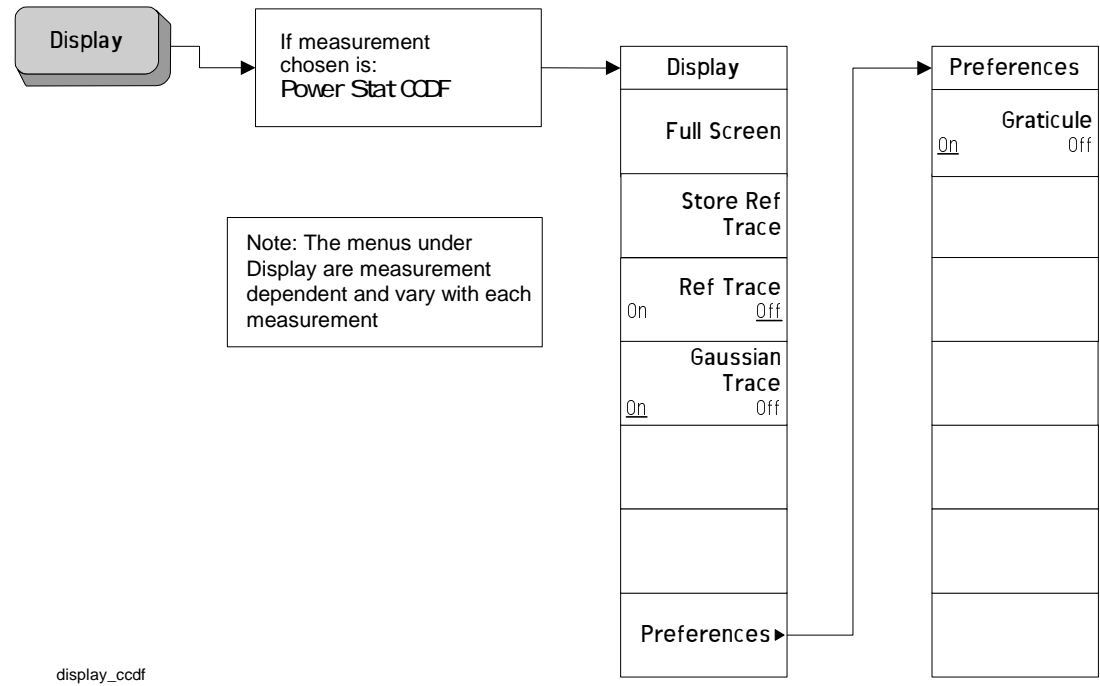 Display
If measurement
chosen is:
Power Stat CCDF
Note: The menus under
Display are measurement
dependent and vary with each
measurement
Display
Full Screen
Store Ref
Trace
Ref Trace
On Off
Gaussian
Trace
On Off
Preferences
Preferences
Graticule
On Off
display_ccdf